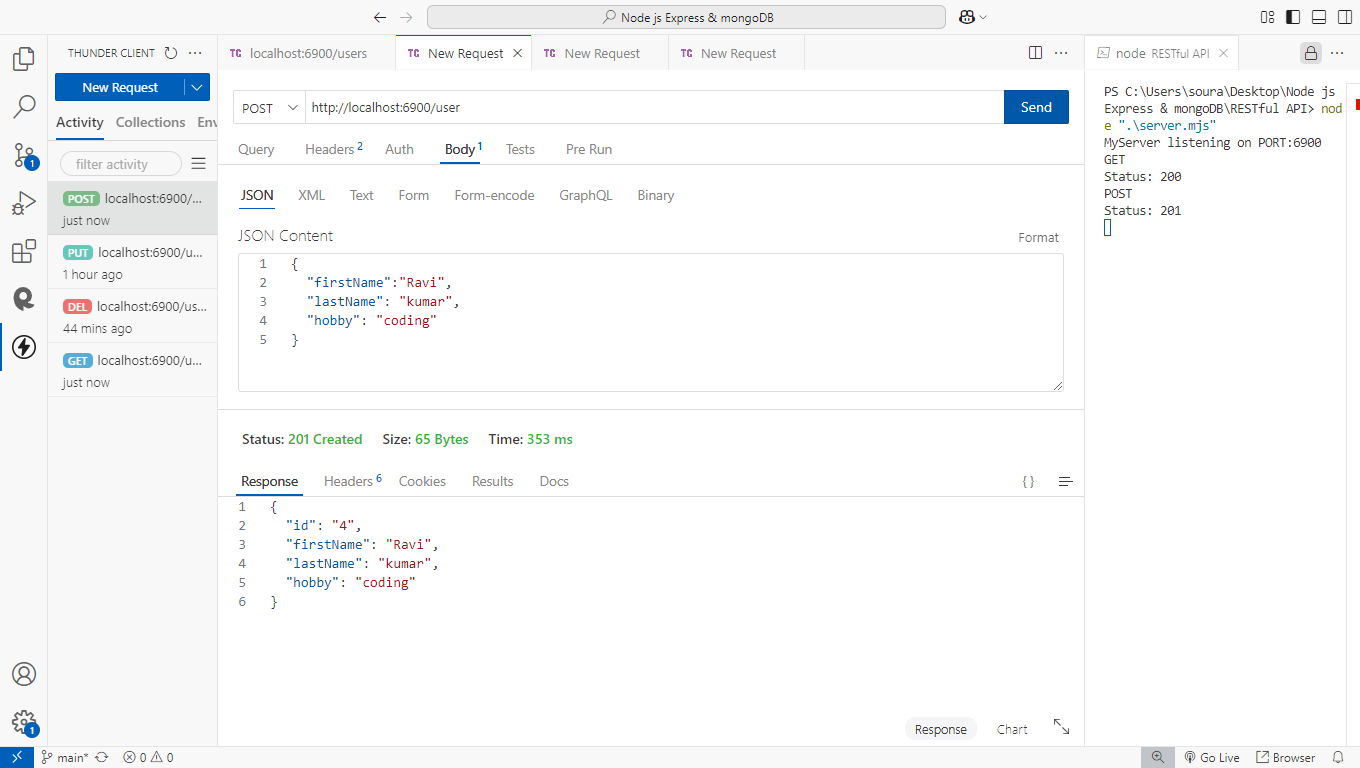 Node js Express & mongoDB
THUNDER CLIENT
New Request
Activity Collections Env
filter activity
POST localhost:6900/...
just now
PUT localhost:6900/u...
1 hour ago
DEL localhost:6900/us...
44 mins ago
GET localhost:6900/u...
just now
TC localhost:6900/users
TC New Request
TC New Request
TC New Request
POST http://localhost:6900/user Send
Query Headers 2 Auth Body 1 Tests Pre Run
JSON XML Text Form Form-encode GraphQL Binary
JSON Content Format
1 {
2 "firstName":"Ravi",
3 "lastName": "kumar",
4 "hobby": "coding"
5 }
Status: 201 Created Size: 65 Bytes Time: 353 ms
Response Headers 6 Cookies Results Docs { }
1 {
2 "id": "4",
3 "firstName": "Ravi",
4 "lastName": "kumar",
5 "hobby": "coding"
6 }
Response Chart
node RESTful API
PS C:\Users\soura\Desktop\Node js
Express & mongoDB\RESTful API> nod
e ".\server.mjs"
MyServer listening on PORT:6900
GET
Status: 200
POST
Status: 201
1
1
main* 0 0 Go Live Browser